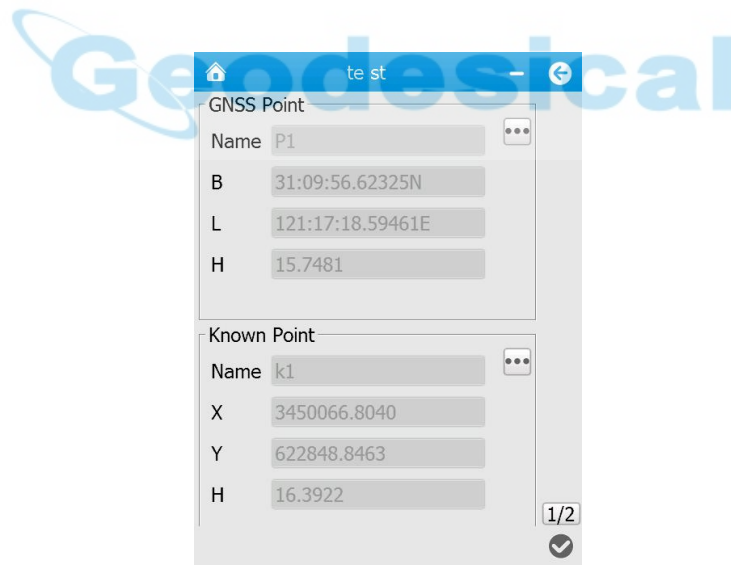 Geodesical
te st
GNSS Point
Name P1
B 31:09:56.62325N
L 121:17:18.59461E
H 15.7481
Known Point
Name k1
X 3450066.8040
Y 622848.8463
H 16.3922
1/2